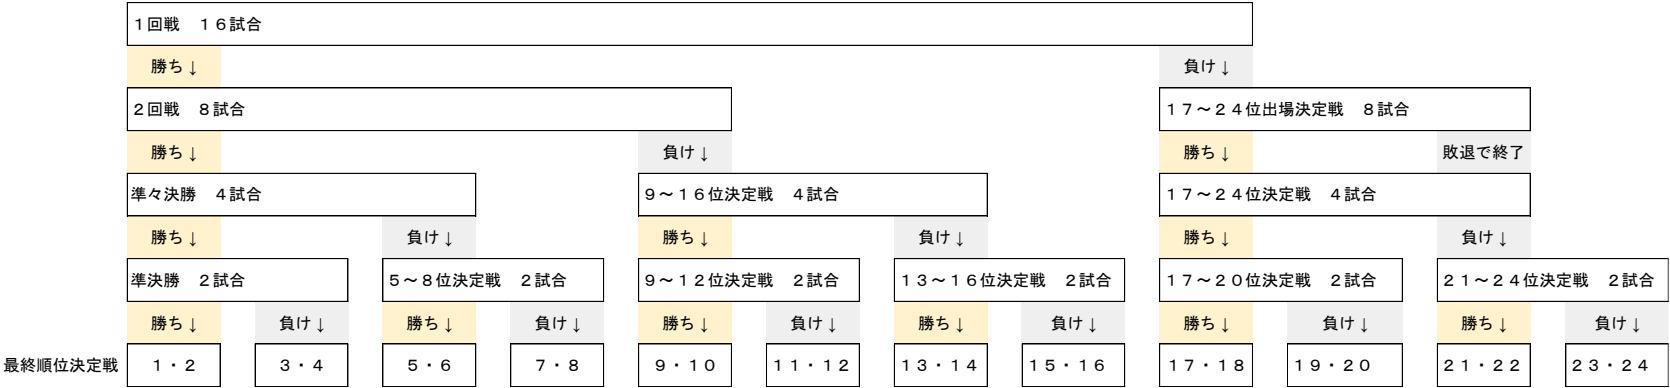 １回戦　１６試合
勝ち↓
負け↓
２回戦　８試合
１７～２４位出場決定戦　８試合
勝ち↓
負け↓
勝ち↓
敗退で終了
準々決勝　４試合
９～１６位決定戦　４試合
１７～２４位決定戦　４試合
勝ち↓
負け↓
勝ち↓
負け↓
勝ち↓
負け↓
準決勝　２試合
５～８位決定戦　２試合
９～１２位決定戦　２試合
１３～１６位決定戦　２試合
１７～２０位決定戦　２試合
２１～２４位決定戦　２試合
勝ち↓
負け↓
勝ち↓
負け↓
勝ち↓
負け↓
勝ち↓
負け↓
勝ち↓
負け↓
勝ち↓
負け↓
最終順位決定戦
１・２
３・４
５・６
７・８
９・１０
１１・１２
１３・１４
１５・１６
１７・１８
１９・２０
２１・２２
２３・２４